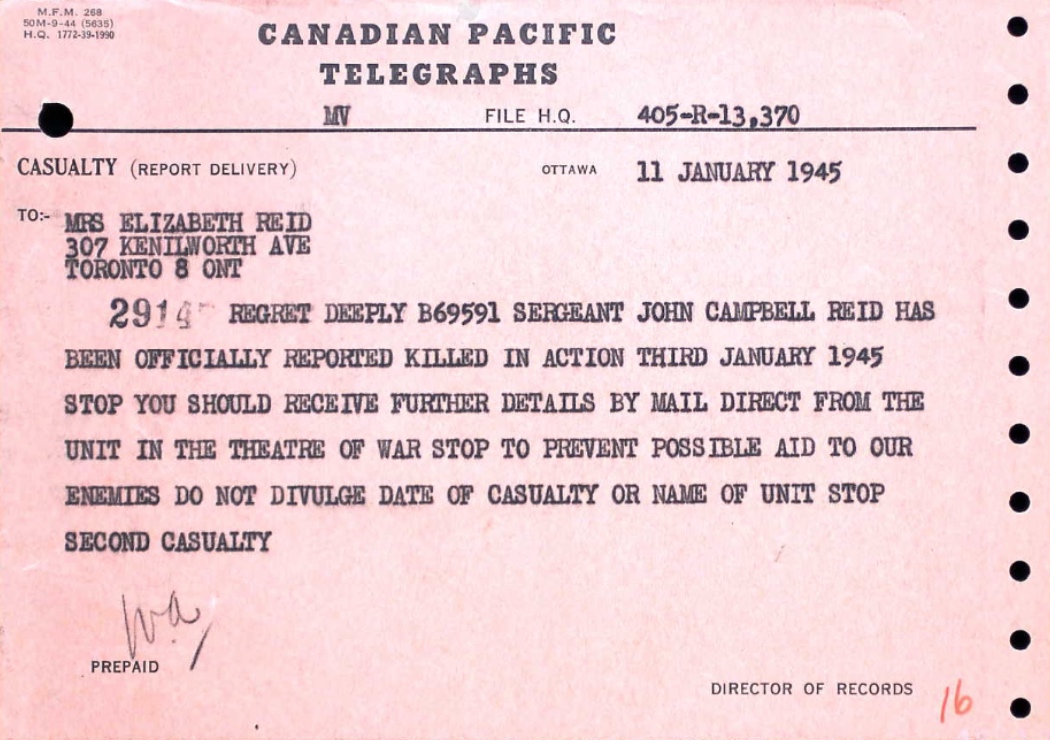 M.F.M. 268
50M-9-44 (5635)
H.Q. 1772-39-1990
CANADIAN PACIFIC
TELEGRAPHS
MV FILE H.Q. 405-R-13,370
CASUALTY (REPORT DELIVERY) OTTAWA 11 JANUARY 1945
TO:- MRS ELIZABETH REID
307 KENILWORTH AVE
TORONTO 8 ONT
REGRET DEEPLY B69591 SERGEANT JOHN CAMPBELL REID HAS
BEEN OFFICIALLY REPORTED KILLED IN ACTION THIRD JANUARY 1945
STOP YOU SHOULD RECEIVE FURTHER DETAILS BY MAIL DIRECT FROM THE
UNIT IN THE THEATRE OF WAR STOP TO PREVENT POSSIBLE AID TO OUR
ENEMIES DO NOT DIVULGE DATE OF CASUALTY OR NAME OF UNIT STOP
SECOND CASUALTY
PREPAID
DIRECTOR OF RECORDS 16